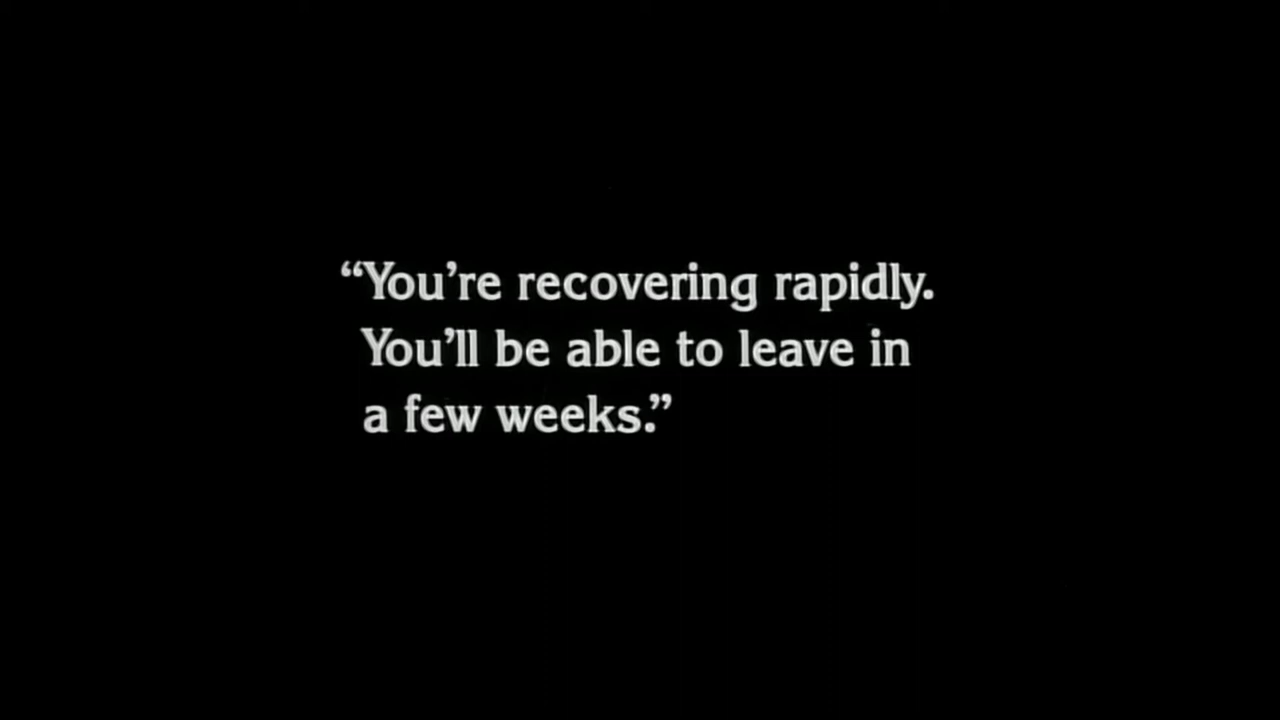 “You’re recovering rapidly.
You’ll be able to leave in
a few weeks.”